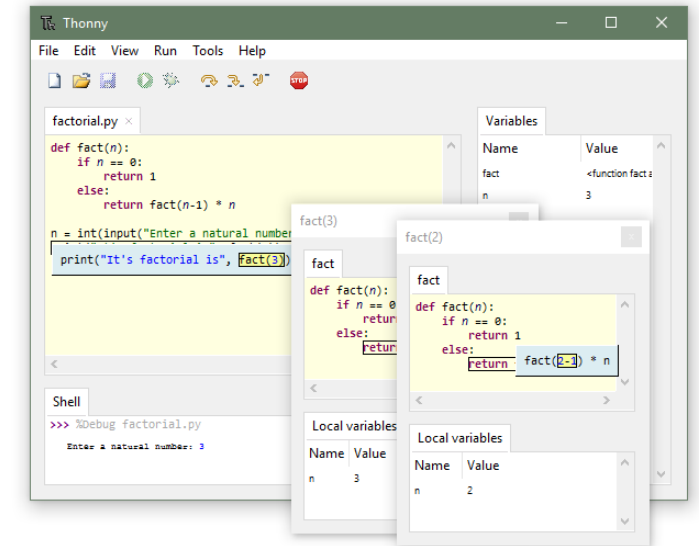 Thonny
File Edit View Run Tools Help
STOP
factorial.py ×
def fact(n):
if n == 0:
return 1
else:
return fact(n-1) * n
n = int(input("Enter a natural number
print("It's factorial is", fact(3))
Variables
Name Value
fact <function fact a
n 3
Shell
>>> %Debug factorial.py
Enter a natural number: 3
fact(3)
fact
def fact(n):
if n == 0
retur
else:
retur
Local variables
Name Value
n 3
fact(2)
fact
def fact(n):
if n == 0:
return 1
else:
return fact(2-1) * n
Local variables
Name Value
n 2